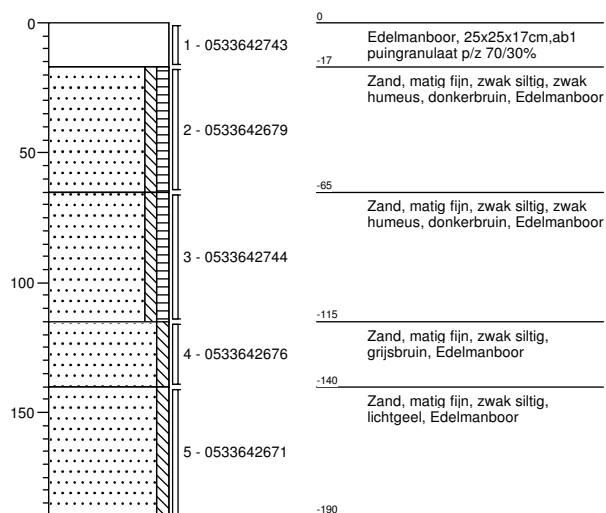 0
50
100
150
1 - 0533642743
2 - 0533642679
3 - 0533642744
4 - 0533642676
5 - 0533642671
0
Edelmanboor, 25x25x17cm,ab1
puingranulaat p/z 70/30%
-17
Zand, matig fijn, zwak siltig, zwak
humeus, donkerbruin, Edelmanboor
-65
Zand, matig fijn, zwak siltig, zwak
humeus, donkerbruin, Edelmanboor
-115
Zand, matig fijn, zwak siltig,
grijsbruin, Edelmanboor
-140
Zand, matig fijn, zwak siltig,
lichtgeel, Edelmanboor
-190